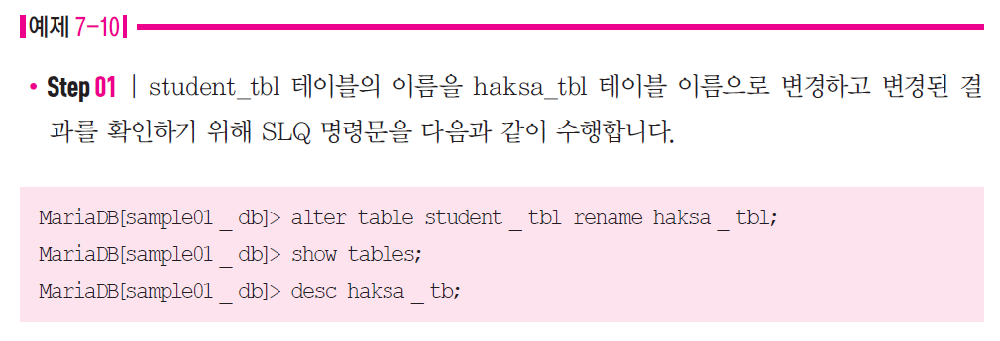 예제 7-10
• Step 01 | student_tbl 테이블의 이름을 haksa_tbl 테이블 이름으로 변경하고 변경된 결
과를 확인하기 위해 SLQ 명령문을 다음과 같이 수행합니다.
MariaDB[sample01 _ db]> alter table student _ tbl rename haksa _ tbl;
MariaDB[sample01 _ db]> show tables;
MariaDB[sample01 _ db]> desc haksa _ tb;